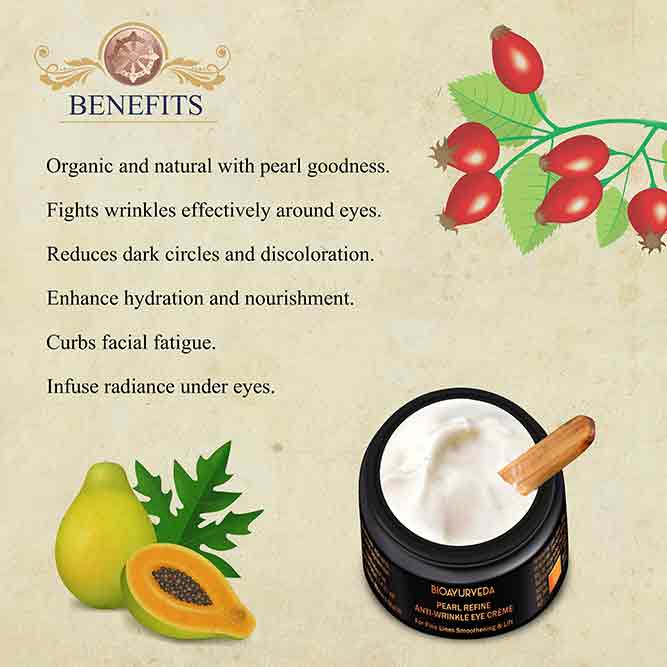 BENEFITS
Organic and natural with pearl goodness.
Fights wrinkles effectively around eyes.
Reduces dark circles and discoloration.
Enhance hydration and nourishment.
Curbs facial fatigue.
Infuse radiance under eyes.
BIOAYURVEDA
PEARL REFINE
ANTI-WRINKLE EYE CRÈME
For Fine Lines Smoothening & Lift